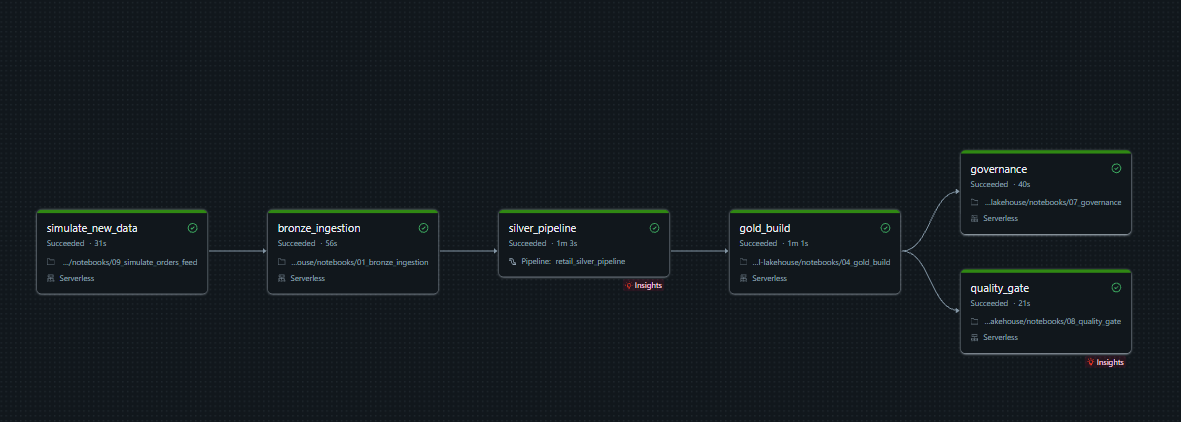 simulate_new_data
Succeeded · 31s
.../notebooks/09_simulate_orders_feed
Serverless
bronze_ingestion
Succeeded · 56s
...ouse/notebooks/01_bronze_ingestion
Serverless
silver_pipeline
Succeeded · 1m 3s
Pipeline: retail_silver_pipeline
Insights
gold_build
Succeeded · 1m 1s
...l-lakehouse/notebooks/04_gold_build
Serverless
governance
Succeeded · 40s
...lakehouse/notebooks/07_governance
Serverless
quality_gate
Succeeded · 21s
...akehouse/notebooks/08_quality_gate
Serverless
Insights